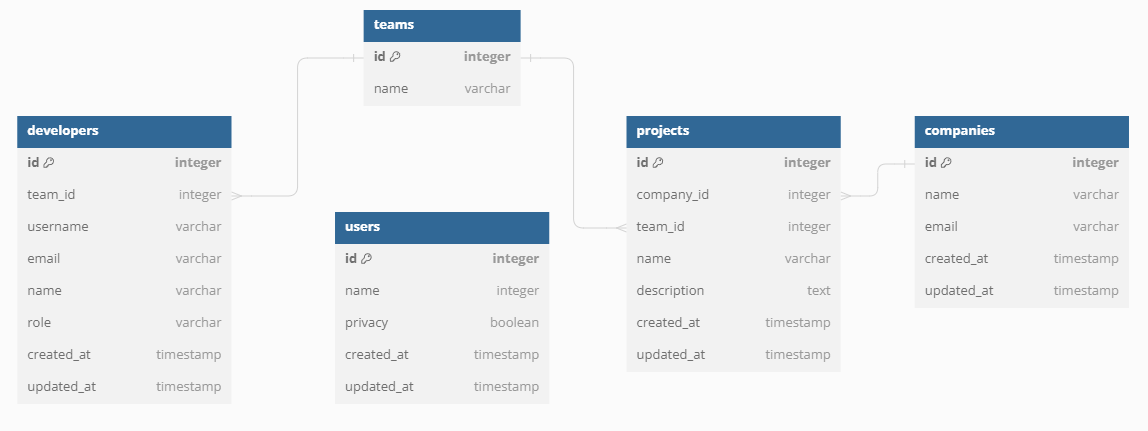 teams
id integer
name varchar
developers
id integer
team_id integer
username varchar
email varchar
name varchar
role varchar
created_at timestamp
updated_at timestamp
users
id integer
name integer
privacy boolean
created_at timestamp
updated_at timestamp
projects
id integer
company_id integer
team_id integer
name varchar
description text
created_at timestamp
updated_at timestamp
companies
id integer
name varchar
email varchar
created_at timestamp
updated_at timestamp